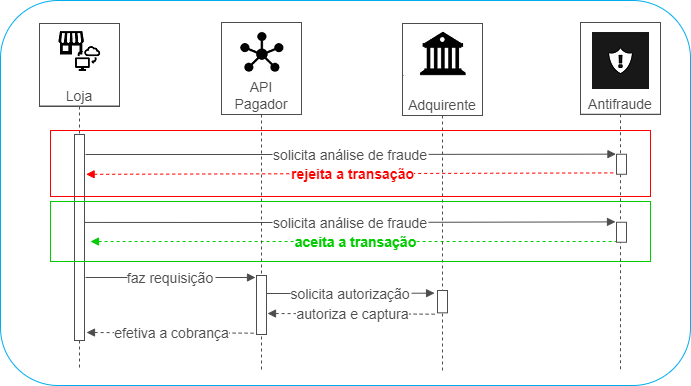 Loja
API
Pagador
Adquirente
Antifraude
solicita análise de fraude
rejeita a transação
solicita análise de fraude
aceita a transação
faz requisição
solicita autorização
autoriza e captura
efetiva a cobrança